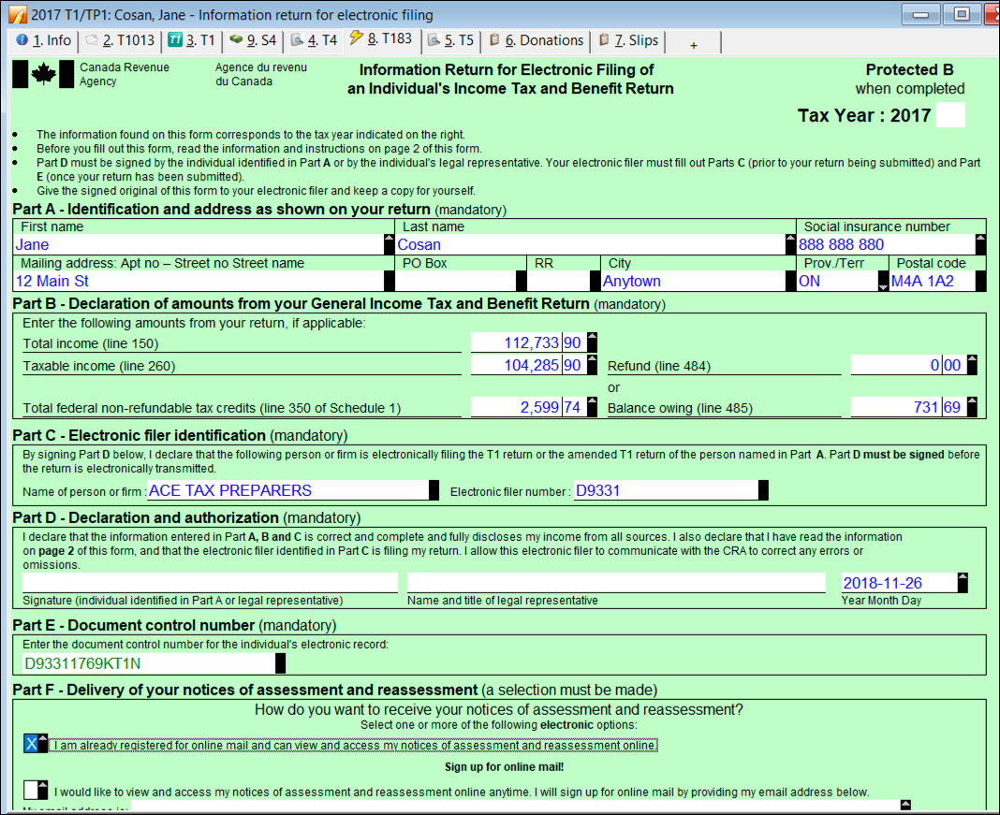 2017 T1/TP1: Cosan, Jane - Information return for electronic filing
1. Info 2. T1013 3. T1 9. S4 4. T4 8. T183 5. T5 6. Donations 7. Slips +
Canada Revenue Agence du revenu Information Return for Electronic Filing of Protected B
Agency du Canada an Individual's Income Tax and Benefit Return when completed
Tax Year : 2017
• The information found on this form corresponds to the tax year indicated on the right.
• Before you fill out this form, read the information and instructions on page 2 of this form.
• Part D must be signed by the individual identified in Part A or by the individual's legal representative. Your electronic filer must fill out Parts C (prior to your return being submitted) and Part
E (once your return has been submitted).
• Give the signed original of this form to your electronic filer and keep a copy for yourself.
Part A - Identification and address as shown on your return (mandatory)
First name Last name Social insurance number
Jane Cosan 888 888 880
Mailing address: Apt no – Street no Street name PO Box RR City Prov./Terr Postal code
12 Main St Anytown ON M4A 1A2
Part B - Declaration of amounts from your General Income Tax and Benefit Return (mandatory)
Enter the following amounts from your return, if applicable:
Total income (line 150) 112,733 90
Taxable income (line 260) 104,285 90 Refund (line 484) 0 00
or
Total federal non-refundable tax credits (line 350 of Schedule 1) 2,599 74 Balance owing (line 485) 731 69
Part C - Electronic filer identification (mandatory)
By signing Part D below, I declare that the following person or firm is electronically filing the T1 return or the amended T1 return of the person named in Part A. Part D must be signed before
the return is electronically transmitted.
Name of person or firm : ACE TAX PREPARERS Electronic filer number : D9331
Part D - Declaration and authorization (mandatory)
I declare that the information entered in Part A, B and C is correct and complete and fully discloses my income from all sources. I also declare that I have read the information
on page 2 of this form, and that the electronic filer identified in Part C is filing my return. I allow this electronic filer to communicate with the CRA to correct any errors or
omissions.
2018-11-26
Signature (individual identified in Part A or legal representative) Name and title of legal representative Year Month Day
Part E - Document control number (mandatory)
Enter the document control number for the individual's electronic record:
D93311769KT1N
Part F - Delivery of your notices of assessment and reassessment (a selection must be made)
How do you want to receive your notices of assessment and reassessment?
Select one or more of the following electronic options:
X I am already registered for online mail and can view and access my notices of assessment and reassessment online.
Sign up for online mail!
I would like to view and access my notices of assessment and reassessment online anytime. I will sign up for online mail by providing my email address below.
My email address is: